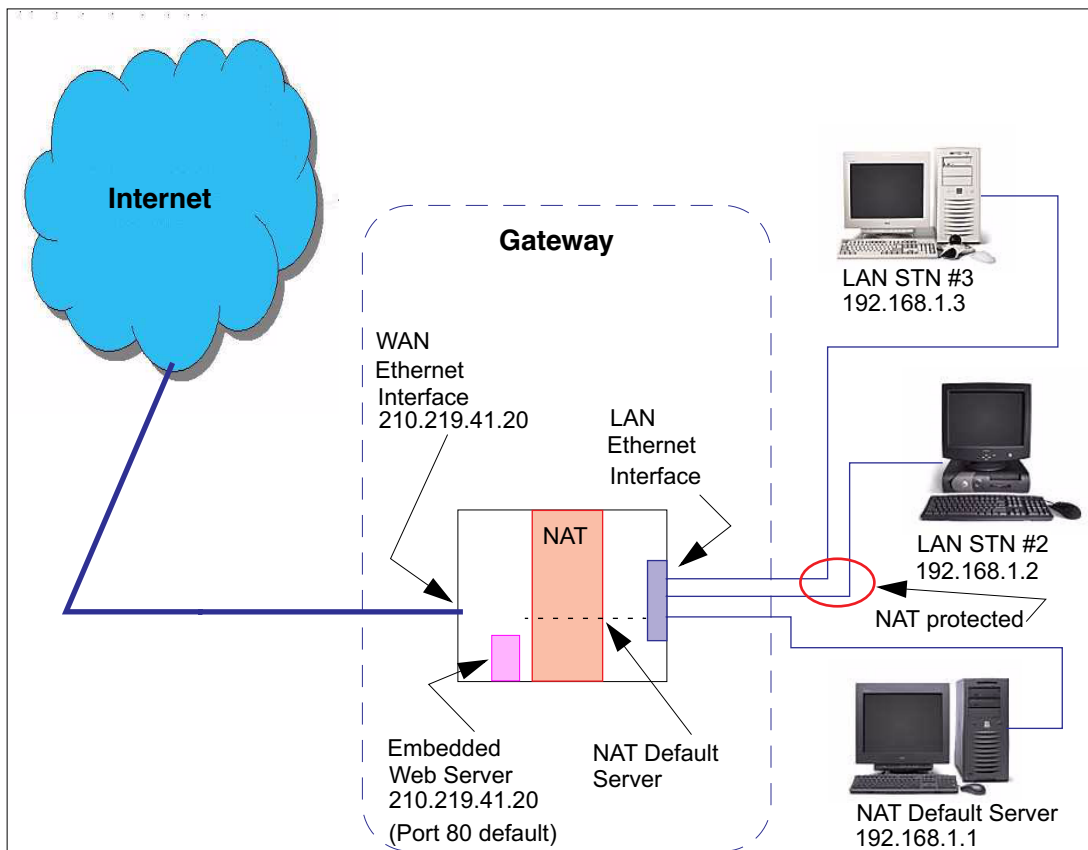 Internet
Gateway
WAN
Ethernet
Interface
210.219.41.20
LAN
Ethernet
Interface
NAT
Embedded
Web Server
210.219.41.20
(Port 80 default)
NAT Default
Server
LAN STN #3
192.168.1.3
LAN STN #2
192.168.1.2
NAT protected
NAT Default Server
192.168.1.1